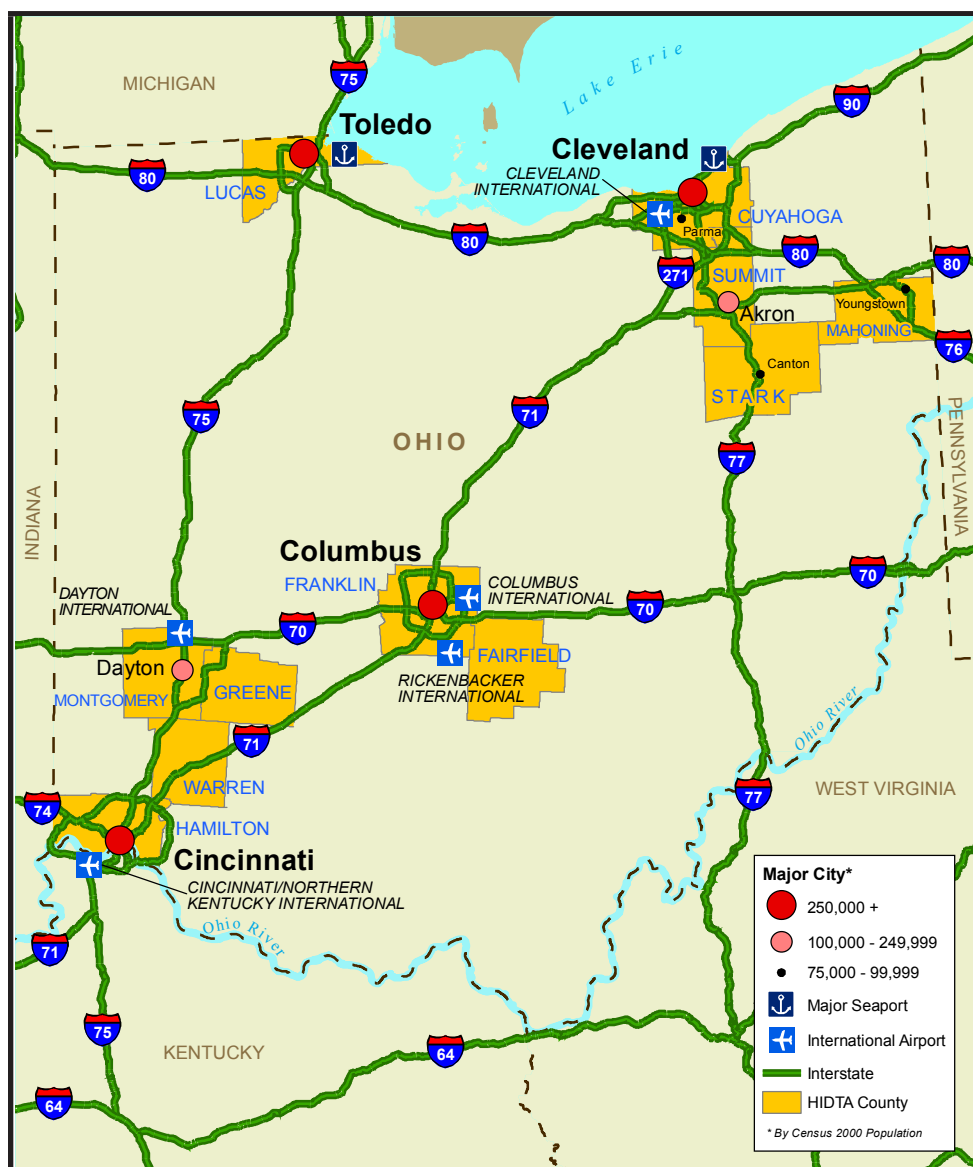 MICHIGAN
75
Lake Erie
90
Toledo
Cleveland
CLEVELAND
INTERNATIONAL
80
LUCAS
CUYAHOGA
Parma
80
80
80
271
SUMMIT
Akron
Youngstown
MAHONING
76
Canton
STARK
75
71
OHIO
77
PENNSYLVANIA
INDIANA
Columbus
FRANKLIN
COLUMBUS
INTERNATIONAL
70
70
DAYTON
INTERNATIONAL
70
Dayton
MONTGOMERY
GREENE
FAIRFIELD
RICKENBACKER
INTERNATIONAL
71
Ohio River
WARREN
74
77
WEST VIRGINIA
HAMILTON
Cincinnati
CINCINNATI/NORTHERN
KENTUCKY INTERNATIONAL
Ohio River
71
75
KENTUCKY
64
64
Major City*
250,000 +
100,000 - 249,999
75,000 - 99,999
Major Seaport
International Airport
Interstate
HIDTA County
* By Census 2000 Population